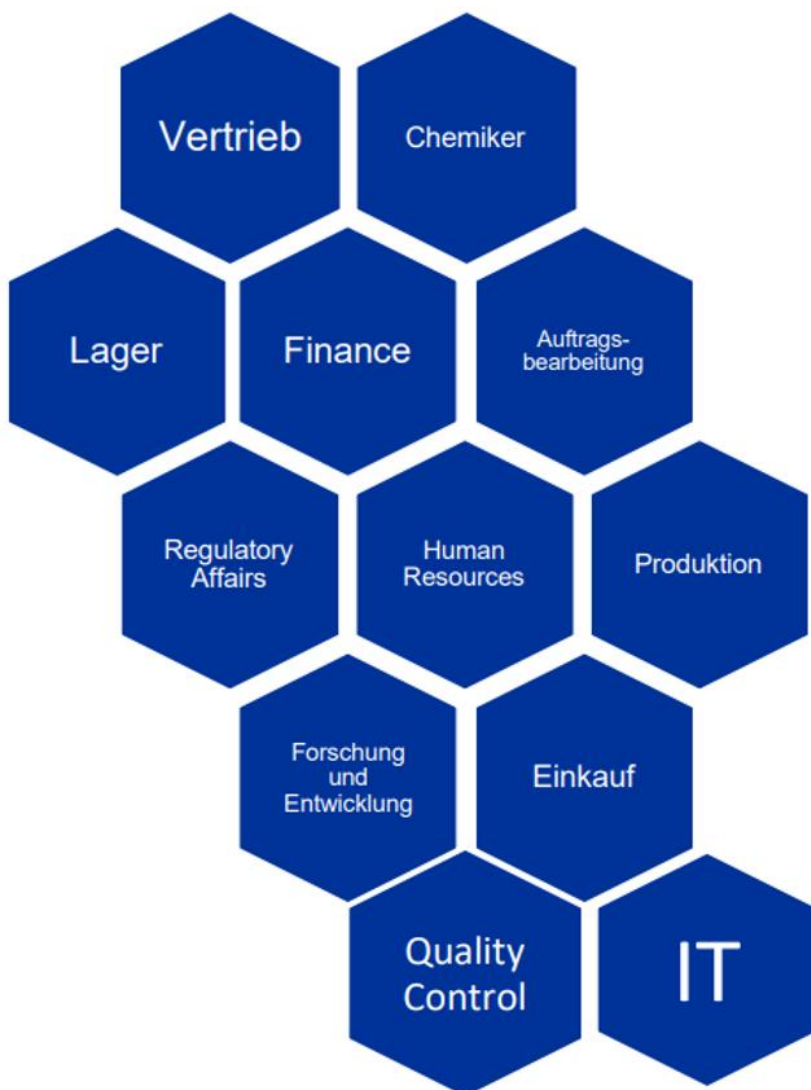 Vertrieb
Chemiker
Lager
Finance
Auftrags-
bearbeitung
Regulatory
Affairs
Human
Resources
Produktion
Forschung
und
Entwicklung
Einkauf
Quality
Control
IT